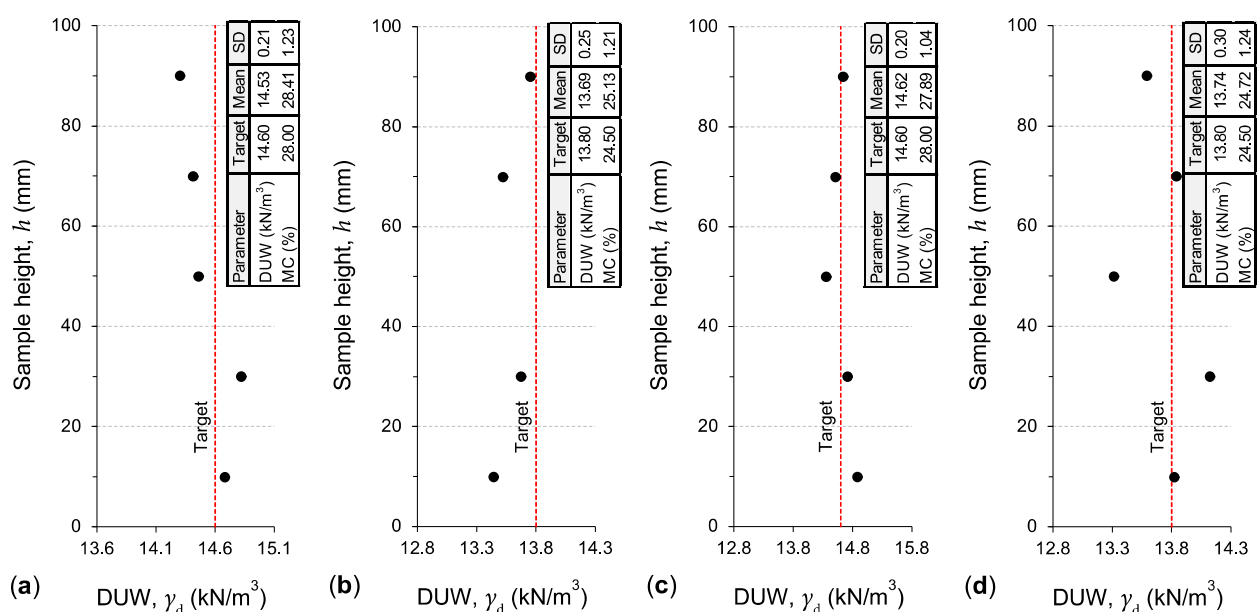 Sample height, h (mm)
100
80
60
40
20
0
13.6 14.1 14.6 15.1
Target
Parameter Target Mean SD
DUW (kN/m³) 14.60 14.53 0.21
MC (%) 28.00 28.41 1.23
(a) DUW, γd (kN/m³)
Sample height, h (mm)
100
80
60
40
20
0
12.8 13.3 13.8 14.3
Target
Parameter Target Mean SD
DUW (kN/m³) 13.80 13.69 0.25
MC (%) 24.50 25.13 1.21
(b) DUW, γd (kN/m³)
Sample height, h (mm)
100
80
60
40
20
0
12.8 13.8 14.8 15.8
Target
Parameter Target Mean SD
DUW (kN/m³) 14.60 14.62 0.20
MC (%) 28.00 27.89 1.04
(c) DUW, γd (kN/m³)
Sample height, h (mm)
100
80
60
40
20
0
12.8 13.3 13.8 14.3
Target
Parameter Target Mean SD
DUW (kN/m³) 13.80 13.74 0.30
MC (%) 24.50 24.72 1.24
(d) DUW, γd (kN/m³)